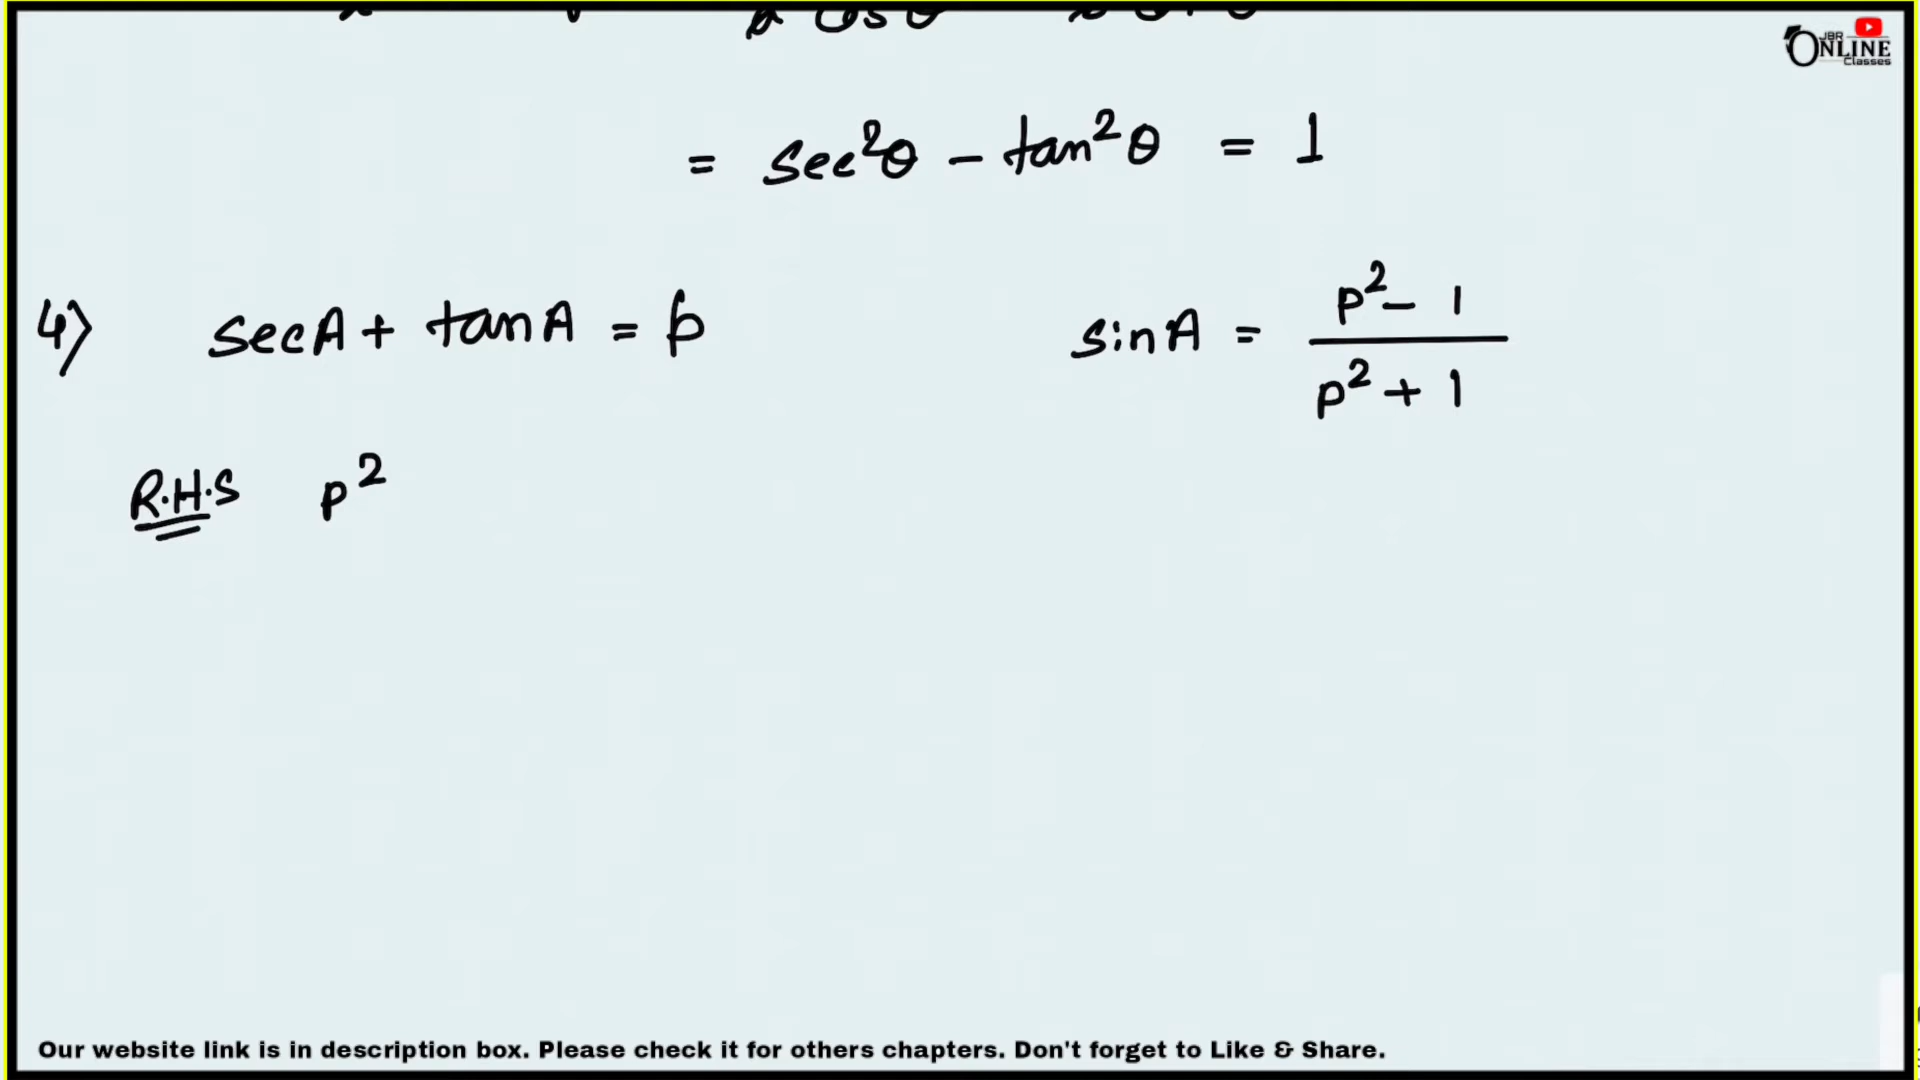 JBR
ONLINE
Classes
= sec²θ − tan²θ = 1
4) secA + tanA = p sinA = p² − 1 / p² + 1
R.H.S p²
Our website link is in description box. Please check it for others chapters. Don't forget to Like & Share.